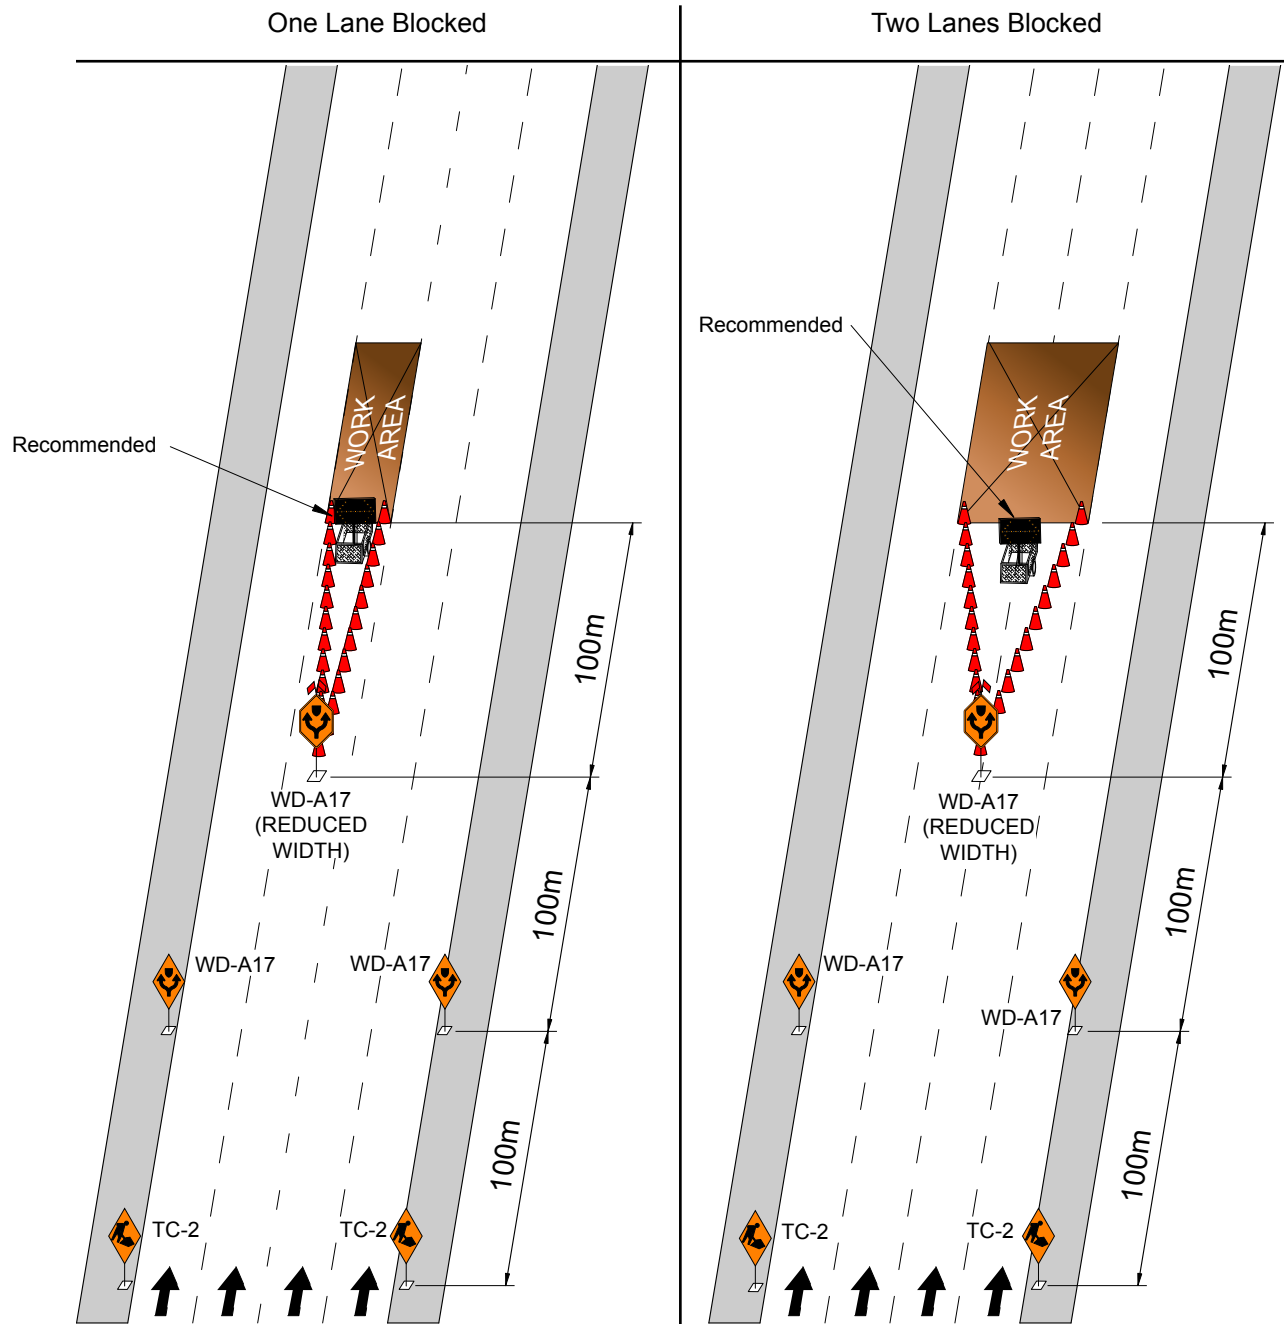 One Lane Blocked
Recommended
WORK
AREA
100m
WD-A17
(REDUCED
WIDTH)
100m
WD-A17
WD-A17
100m
TC-2
TC-2
Two Lanes Blocked
Recommended
WORK
AREA
100m
WD-A17
(REDUCED
WIDTH)
100m
WD-A17
WD-A17
100m
TC-2
TC-2